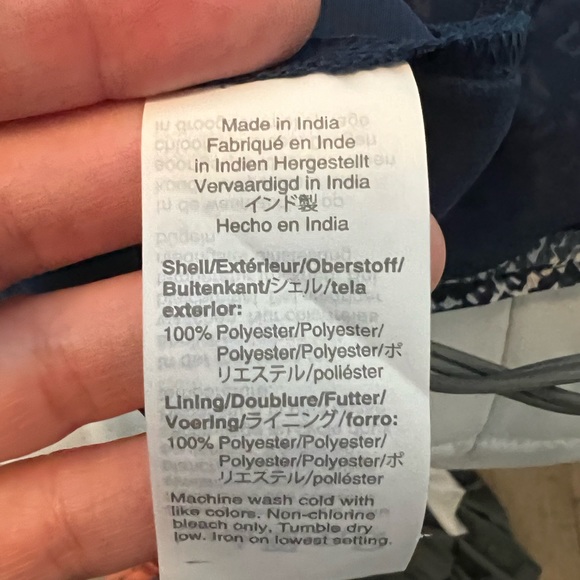 Made in India
Fabriqué en Inde
in Indien Hergestellt
Vervaardigd in India
インド製
Hecho en India
Shell/Extérieur/Oberstoff/
Buitenkant/シェル/tela
exterior:
100% Polyester/Polyester/
Polyester/Polyester/ポ
リエステル/poliéster
Lining/Doublure/Futter/
Voering/ライニング/forro:
100% Polyester/Polyester/
Polyester/Polyester/ポ
リエステル/poliéster
Machine wash cold with
like colors. Non-chlorine
bleach only, Tumble dry
low. Iron on lowest setting.